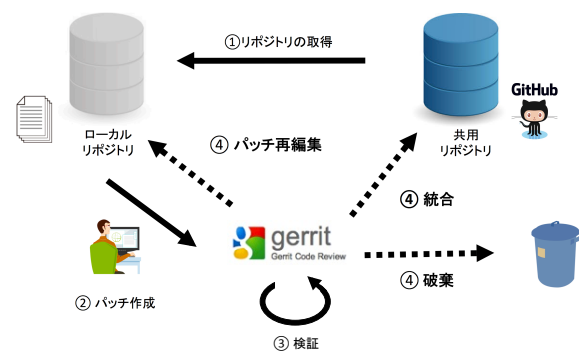 ①リポジトリの取得
GitHub
ローカル
リポジトリ
共用
リポジトリ
④ パッチ再編集
④ 統合
gerrit
Gerrit Code Review
④ 破棄
② パッチ作成
③ 検証